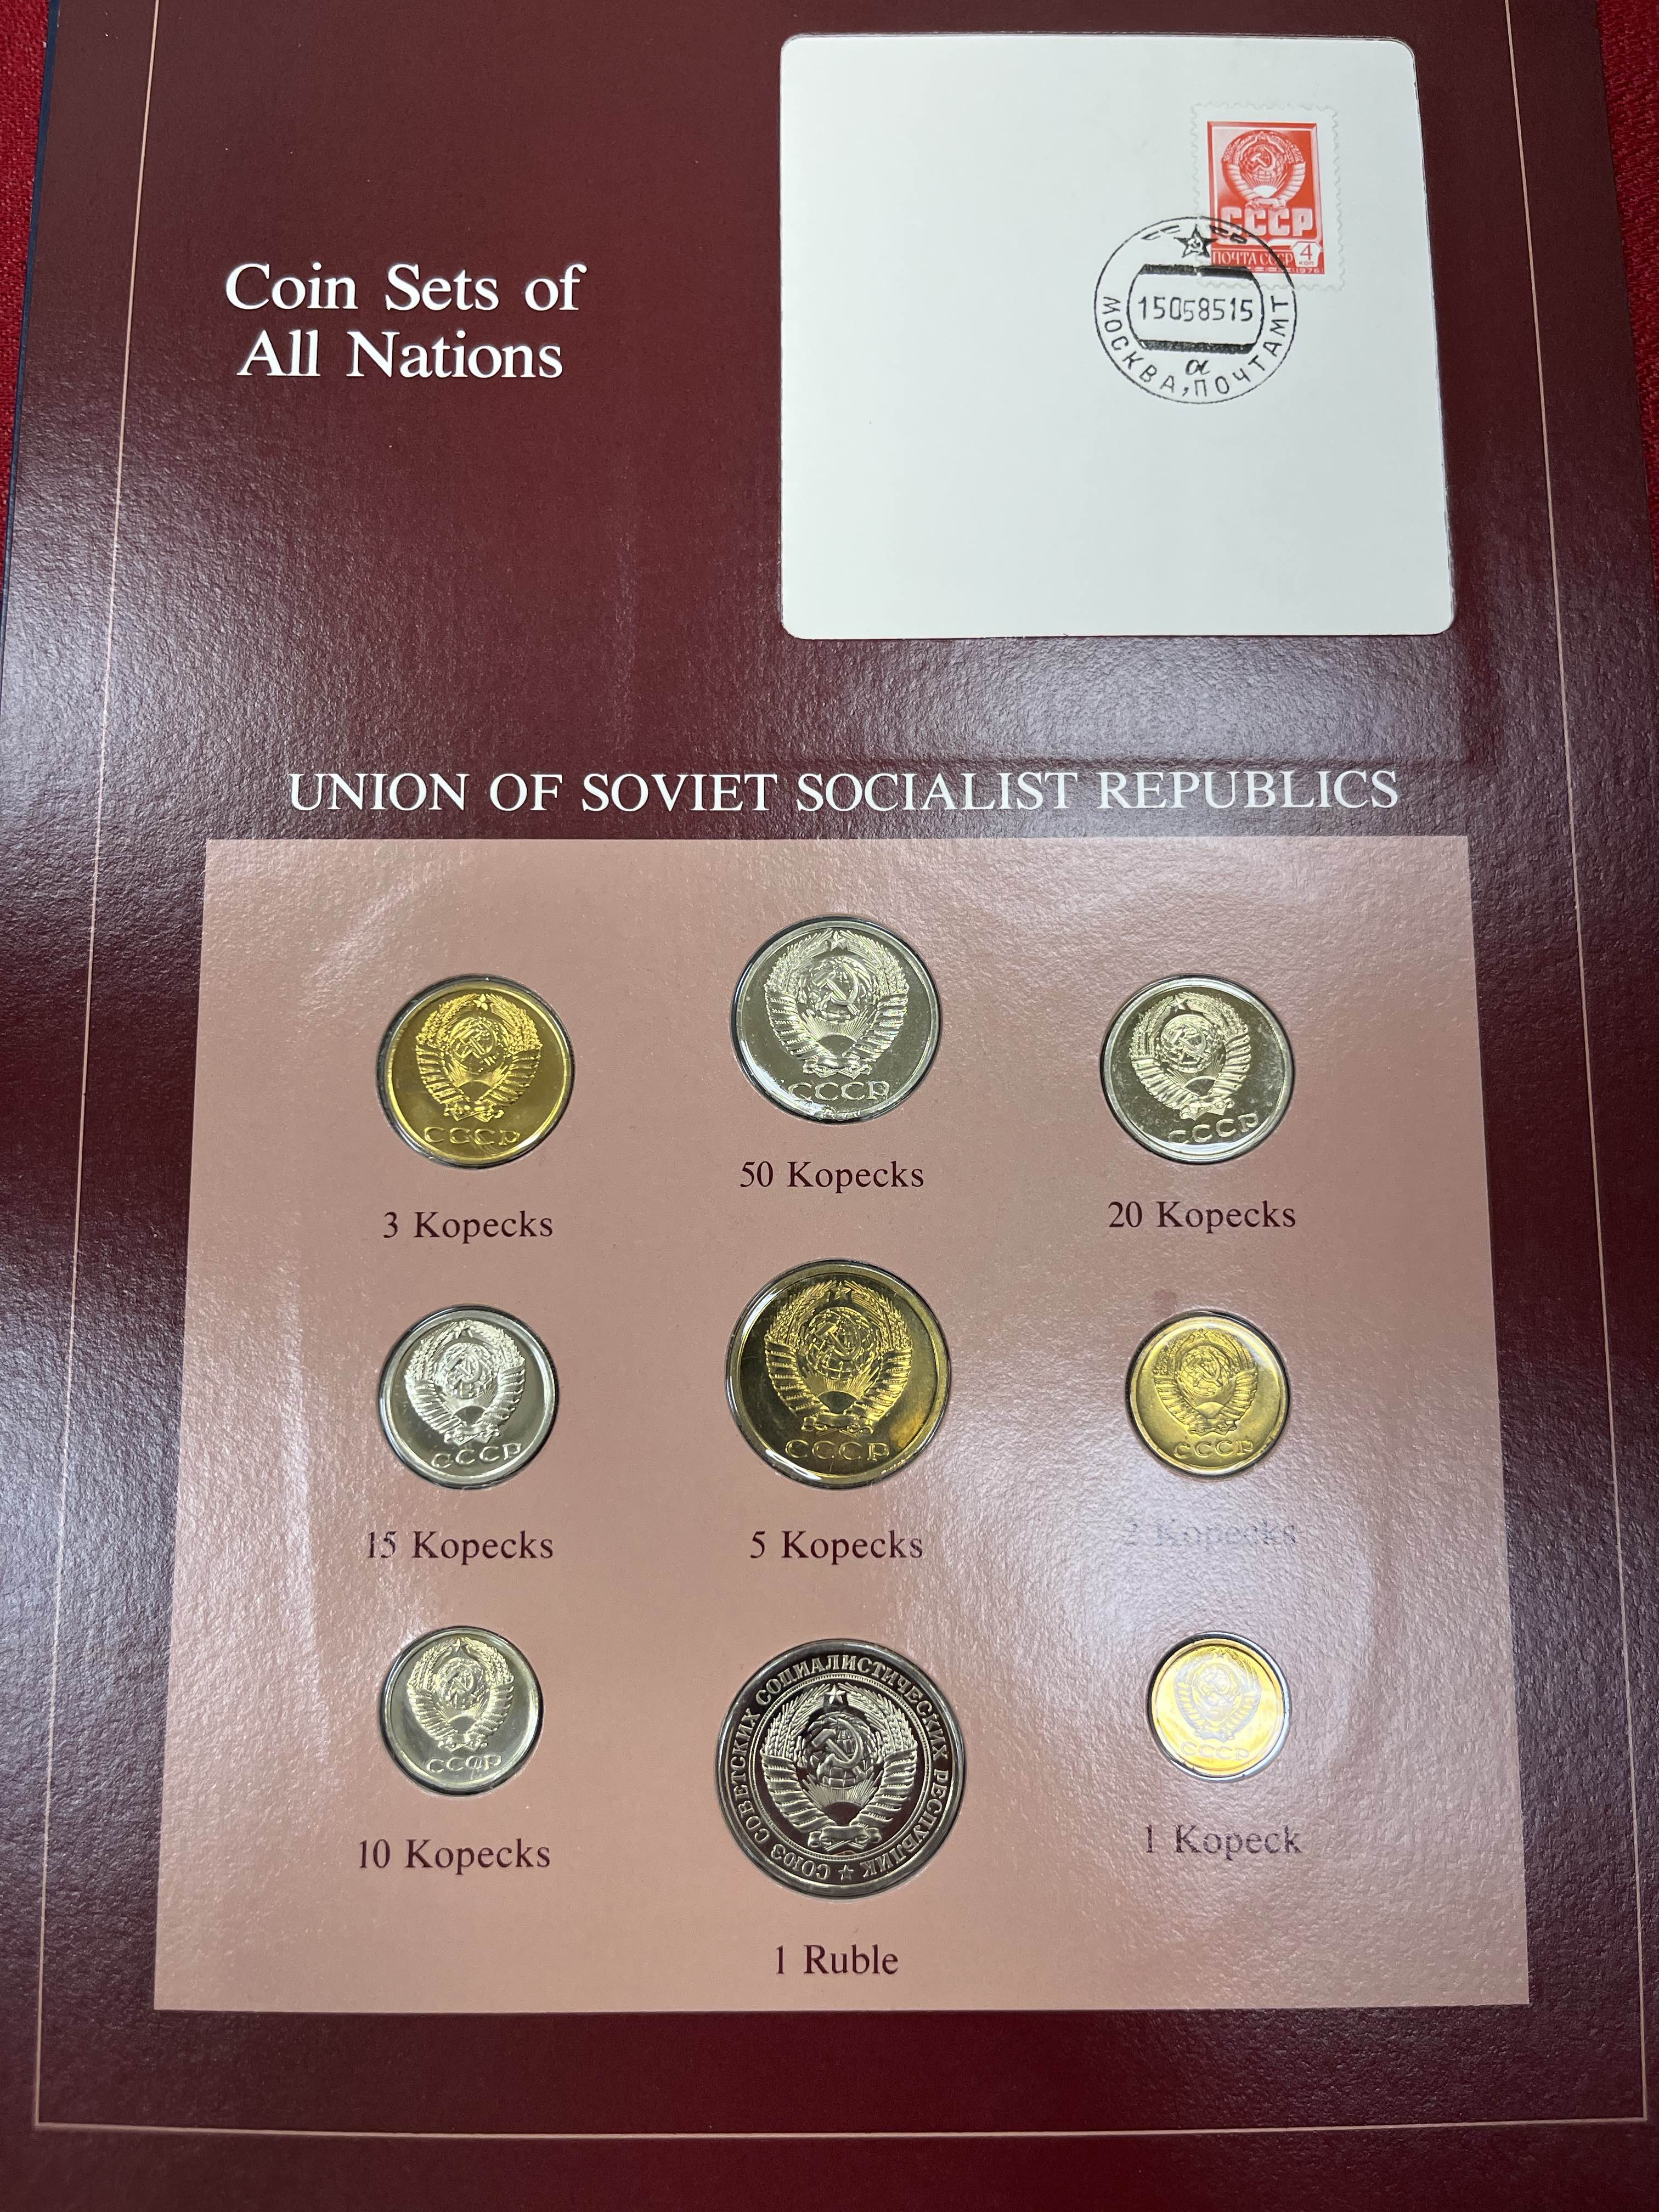 Coin Sets of
All Nations
СССР
ПОЧТА СССР 4
КОП
1976
15058515
МОСКВА, ПОЧТАМТ
α
UNION OF SOVIET SOCIALIST REPUBLICS
СССР
3 Kopecks
СССР
50 Kopecks
СССР
20 Kopecks
СССР
15 Kopecks
СССР
5 Kopecks
СССР
2 Kopecks
СССР
10 Kopecks
СОЮЗ СОВЕТСКИХ СОЦИАЛИСТИЧЕСКИХ РЕСПУБЛИК
1 Ruble
СССР
1 Kopeck